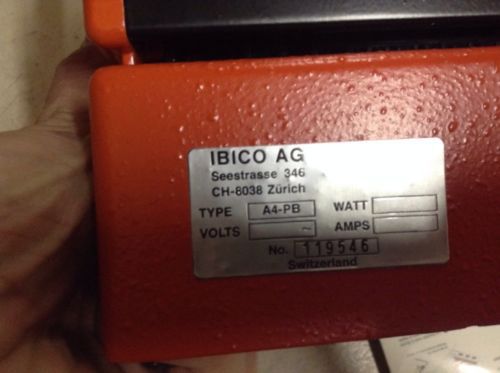 IBICO AG
Seestrasse 346
CH-8038 Zürich
TYPE A4-PB WATT
VOLTS ~ AMPS
No. 119546
Switzerland